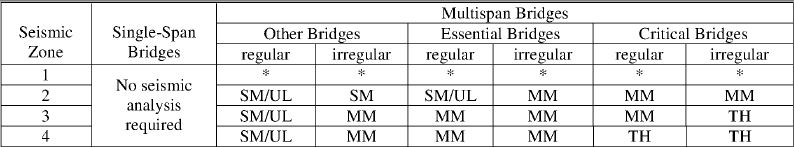 Multispan Bridges
Seismic Zone Single-Span Bridges Other Bridges Essential Bridges Critical Bridges
regular irregular regular irregular regular irregular
1 No seismic analysis required * * * * * *
2 SM/UL SM SM/UL MM MM MM
3 SM/UL MM MM MM MM TH
4 SM/UL MM MM MM TH TH